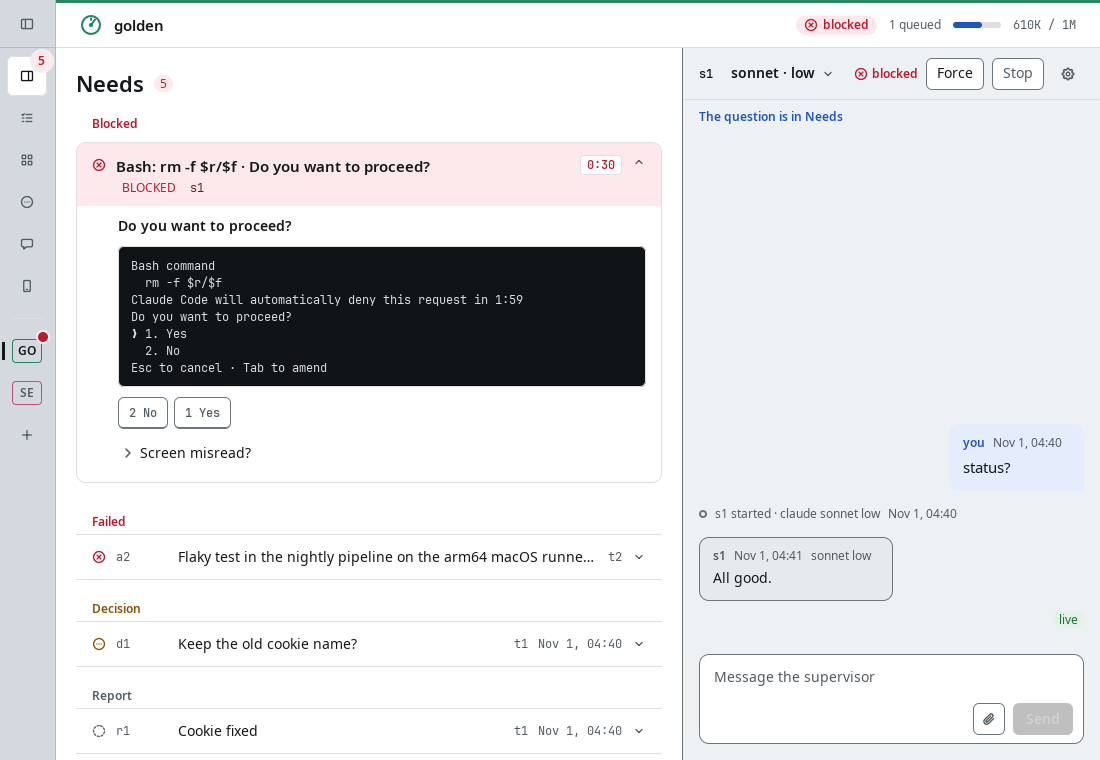 golden
blocked
1 queued
610K / 1M
5
GO
SE
Needs 5
Blocked
Bash: rm -f $r/$f · Do you want to proceed?
0:30
BLOCKED s1
Do you want to proceed?
Bash command
rm -f $r/$f
Claude Code will automatically deny this request in 1:59
Do you want to proceed?
❯ 1. Yes
2. No
Esc to cancel · Tab to amend
2 No
1 Yes
Screen misread?
Failed
a2 Flaky test in the nightly pipeline on the arm64 macOS runne… t2
Decision
d1 Keep the old cookie name? t1 Nov 1, 04:40
Report
r1 Cookie fixed t1 Nov 1, 04:40
s1 sonnet · low
blocked
Force
Stop
The question is in Needs
you Nov 1, 04:40
status?
s1 started · claude sonnet low Nov 1, 04:40
s1 Nov 1, 04:41 sonnet low
All good.
live
Message the supervisor
Send